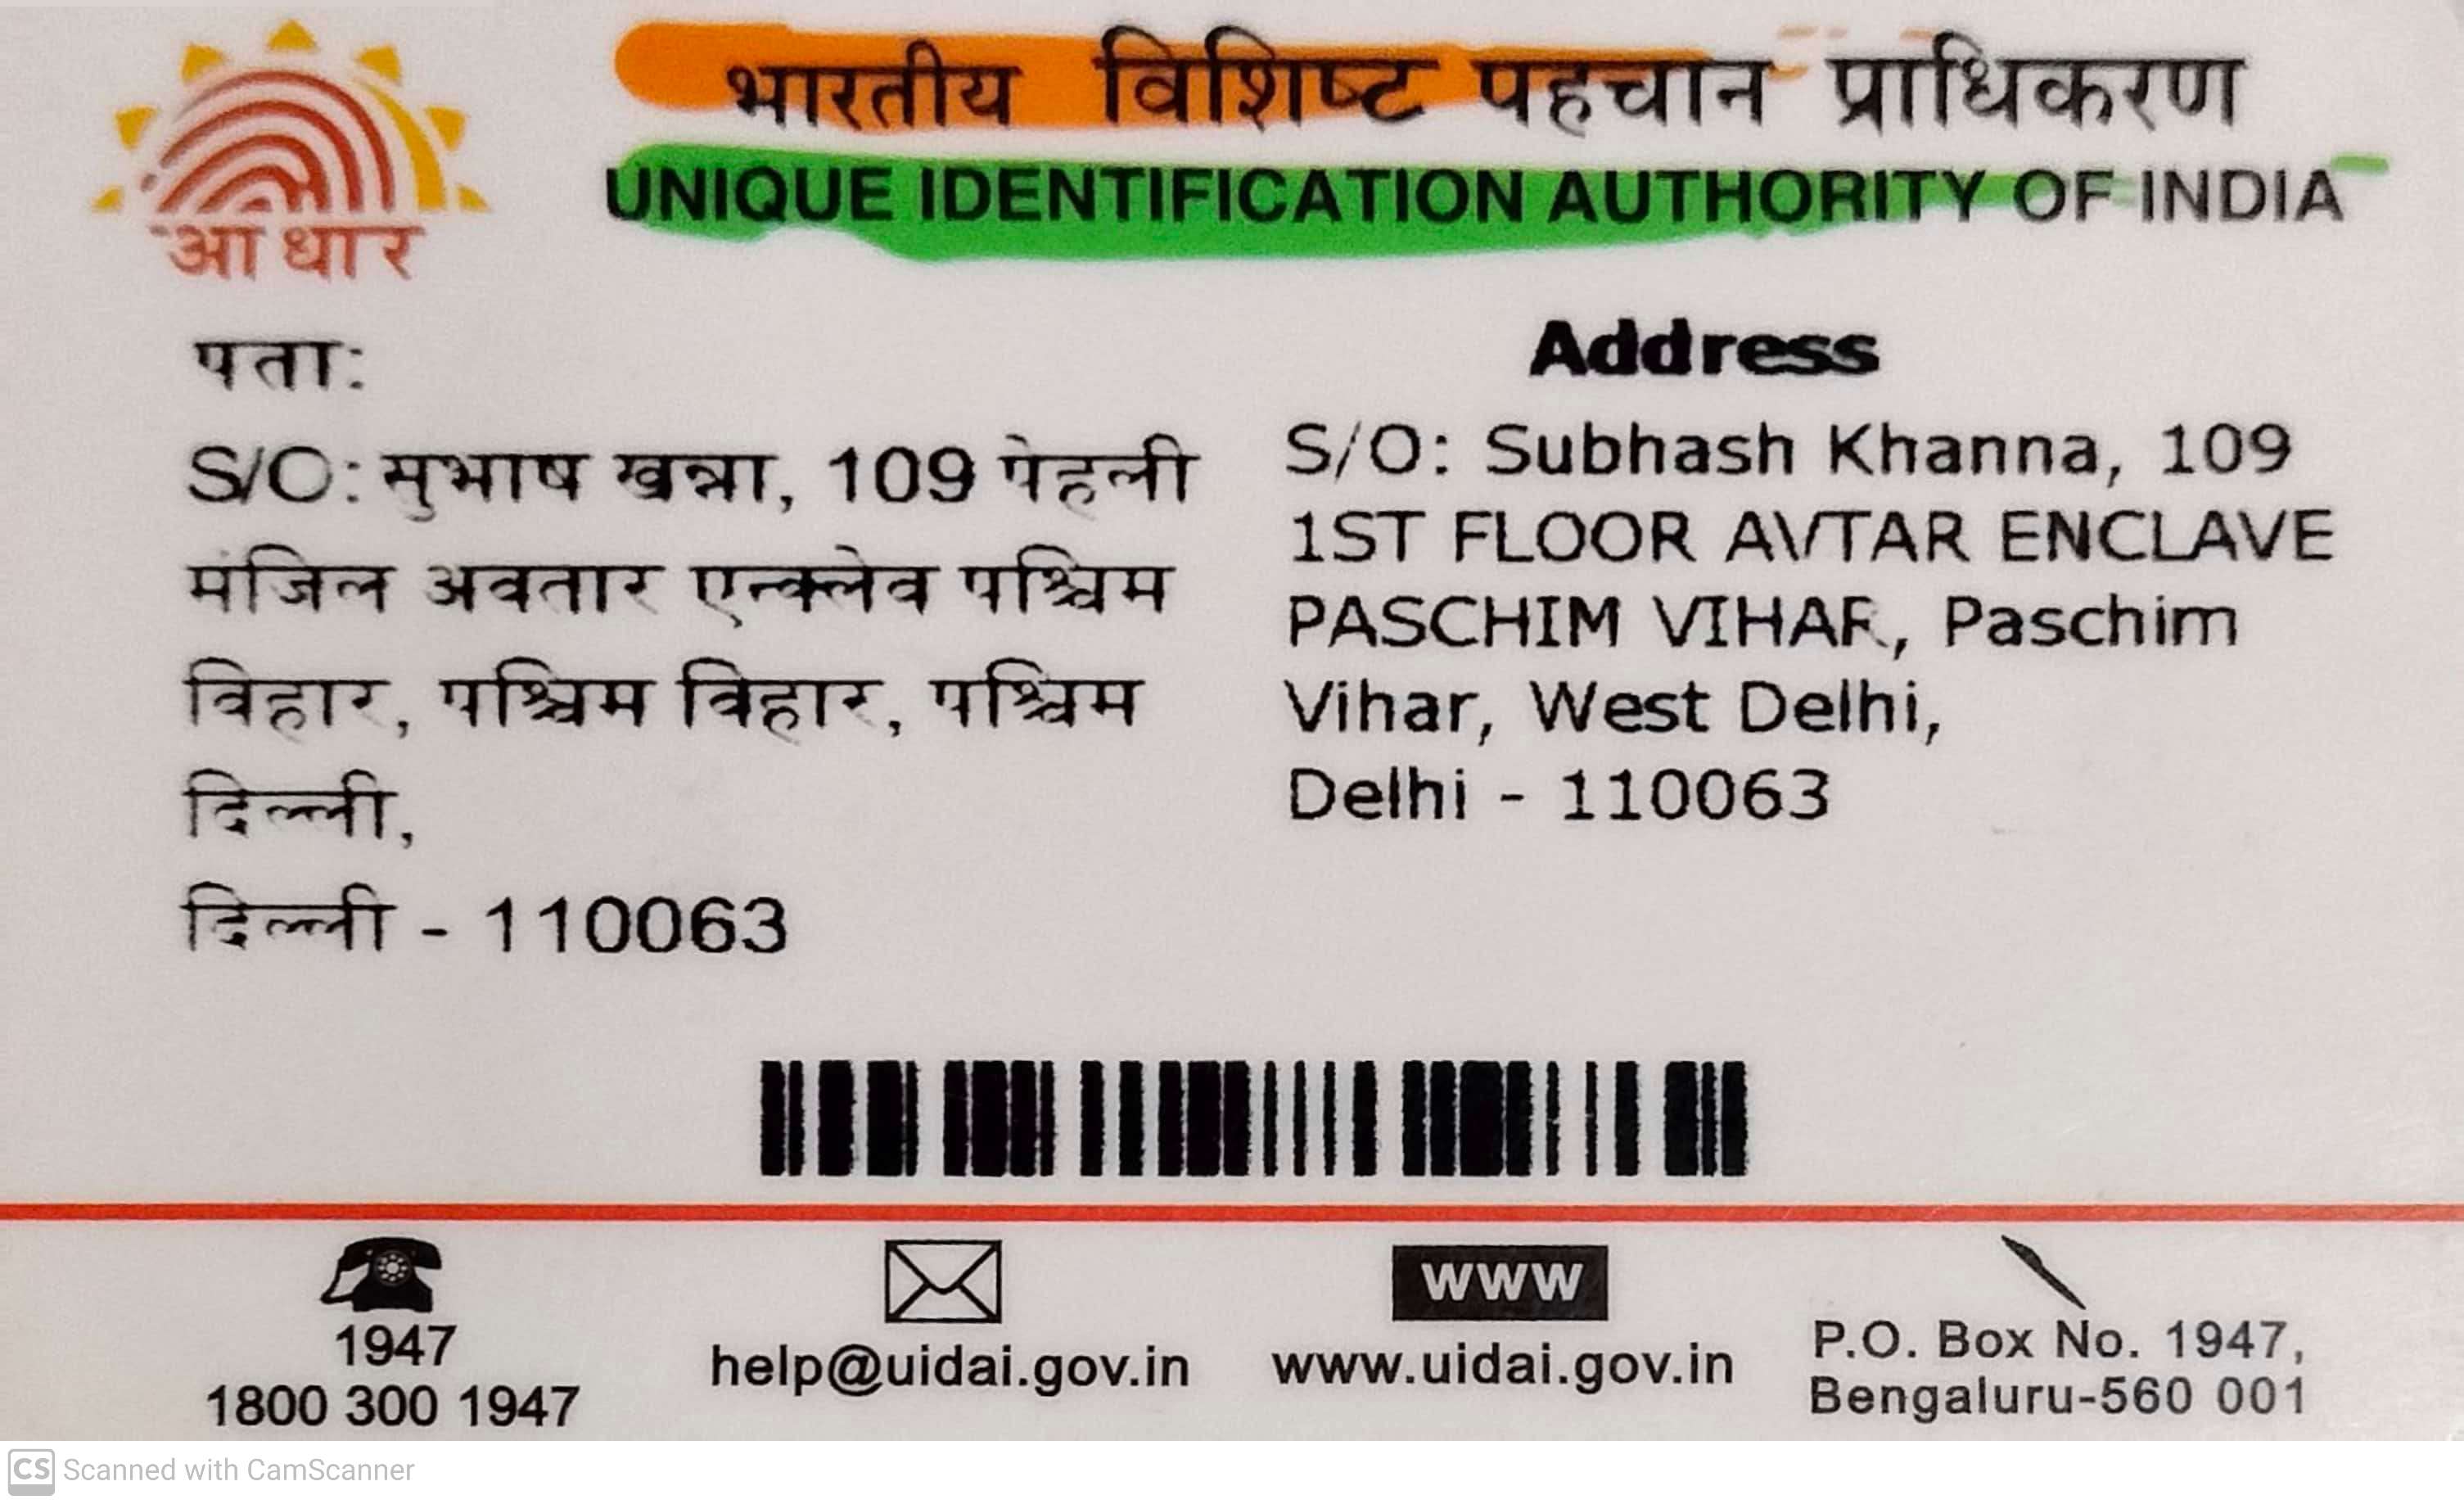 भारतीय विशिष्ट पहचान प्राधिकरण
UNIQUE IDENTIFICATION AUTHORITY OF INDIA
आधार
पता:
S/O: सुभाष खन्ना, 109 पेहली
मंजिल अवतार एन्क्लेव पश्चिम
विहार, पश्चिम विहार, पश्चिम
दिल्ली,
दिल्ली - 110063
Address
S/O: Subhash Khanna, 109
1ST FLOOR AVTAR ENCLAVE
PASCHIM VIHAR, Paschim
Vihar, West Delhi,
Delhi - 110063
1947
1800 300 1947
help@uidai.gov.in
WWW
www.uidai.gov.in
P.O. Box No. 1947,
Bengaluru-560 001
CS Scanned with CamScanner